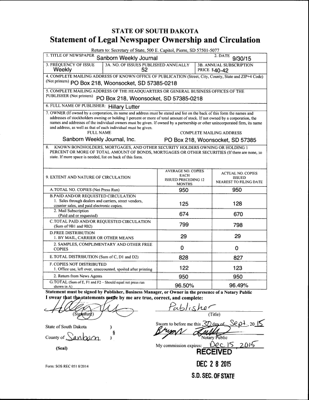 STATE OF SOUTH DAKOTA
Statement of Legal Newspaper Ownership and Circulation
Return to: Secretary of State, 500 E Capitol, Pierre, SD 57501-5077
1. TITLE OF NEWSPAPER
Sanborn Weekly Journal
2. DATE
9/30/15
3. FREQUENCY OF ISSUE
Weekly
3A. NO. OF ISSUES PUBLISHED ANNUALLY
52
3B. ANNUAL SUBSCRIPTION
PRICE $40-42
4. COMPLETE MAILING ADDRESS OF KNOWN OFFICE OF PUBLICATION (Street, City, County, State and ZIP+4 Code)
(Not printers) PO Box 218, Woonsocket, SD 57385-0218
5. COMPLETE MAILING ADDRESS OF THE HEADQUARTERS OR GENERAL BUSINESS OFFICES OF THE
PUBLISHER (Not printers) PO Box 218, Woonsocket, SD 57385-0218
6. FULL NAME OF PUBLISHER Hillary Lutter
7. OWNER (If owned by a corporation, its name and address must be stated and list on the back of this form the names and
addresses of stockholders owning or holding 1 percent or more of total amount of stock. If not owned by a corporation, the
names and addresses of the individual owners must be given. If owned by a partnership or other unincorporated firm, its name
and address, as well as that of each individual must be given.
FULL NAME
COMPLETE MAILING ADDRESS
Sanborn Weekly Journal, Inc.
PO Box 218, Woonsocket, SD 57385
8. KNOWN BONDHOLDERS, MORTGAGEES, AND OTHER SECURITY HOLDERS OWNING OR HOLDING 1
PERCENT OR MORE OF TOTAL AMOUNT OF BONDS, MORTGAGES OR OTHER SECURITIES (If there are none, so
state. If more space is needed, list on back of this form.
9. EXTENT AND NATURE OF CIRCULATION
AVERAGE NO. COPIES
EACH
ISSUED PRECEDING 12
MONTHS
ACTUAL NO. COPIES
ISSUED
NEAREST TO FILING DATE
A. TOTAL NO. COPIES (Net Press Run)
950
950
B. PAID AND/OR REQUESTED CIRCULATION
1. Sales through dealers and carriers, street vendors,
counter sales, and paid electronic copies.
125
128
2. Mail Subscription
(Paid and/or requested)
674
670
C. TOTAL PAID AND/OR REQUESTED CIRCULATION
(Sum of 9B1 and 9B2)
799
798
D. FREE DISTRIBUTION
1. BY MAIL, CARRIER OR OTHER MEANS
29
29
2. SAMPLES, COMPLIMENTARY AND OTHER FREE
COPIES
0
0
E. TOTAL DISTRIBUTION (Sum of C, D1 and D2)
828
827
F. COPIES NOT DISTRIBUTED
1. Office use, left over, unaccounted, spoiled after printing
122
123
2. Return from News Agents
950
950
G. TOTAL (Sum of E, F1 and F2 - Should equal net press run
shown in A)
96.50%
96.49%
Statement must be signed by Publisher, Business Manager, or Owner in the presence of a Notary Public
I swear that the statements made by me are true, correct, and complete:
(Signature)
Publisher
(Title)
State of South Dakota )
County of Sanborn )
(Seal)
Sworn to before me this 30 day of Sept. 20 15
Notary Public
My commission expires: Dec. 15 2015
RECEIVED
DEC 28 2015
S.D. SEC. OF STATE